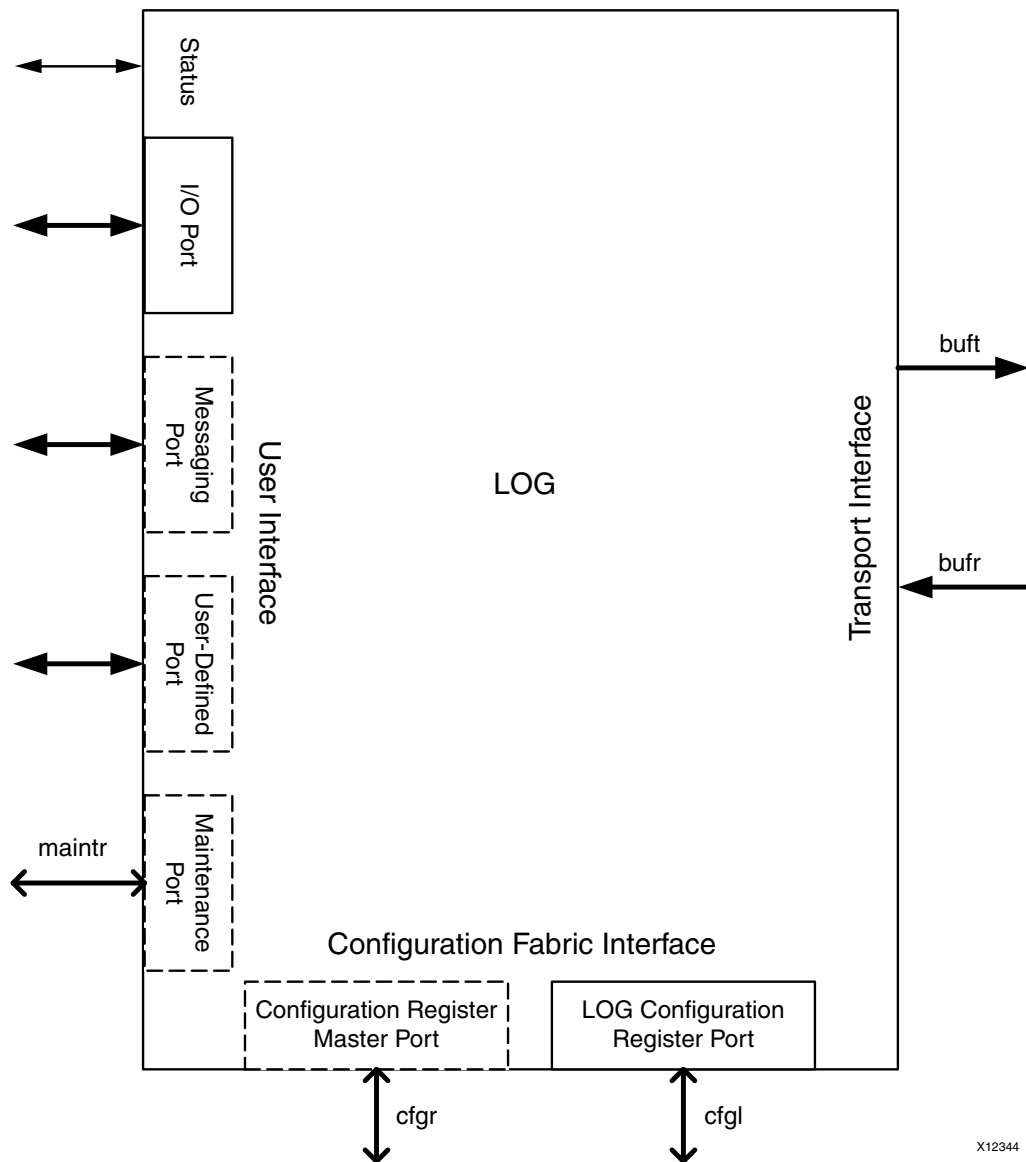 Status
I/O Port
Messaging
Port
User-Defined
Port
maintr
Maintenance
Port
User Interface
LOG
Transport Interface
buft
bufr
Configuration Fabric Interface
Configuration Register
Master Port
LOG Configuration
Register Port
cfgr
cfgl
X12344